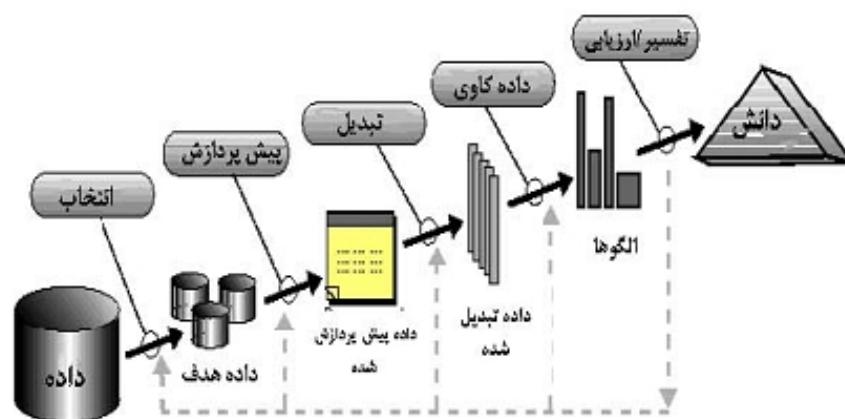 تفسیر/ارزیابی
داده کاوی
تبدیل
پیش پردازش
انتخاب
دانش
الگوها
داده تبدیل
شده
داده پیش پردازش
شده
داده هدف
داده